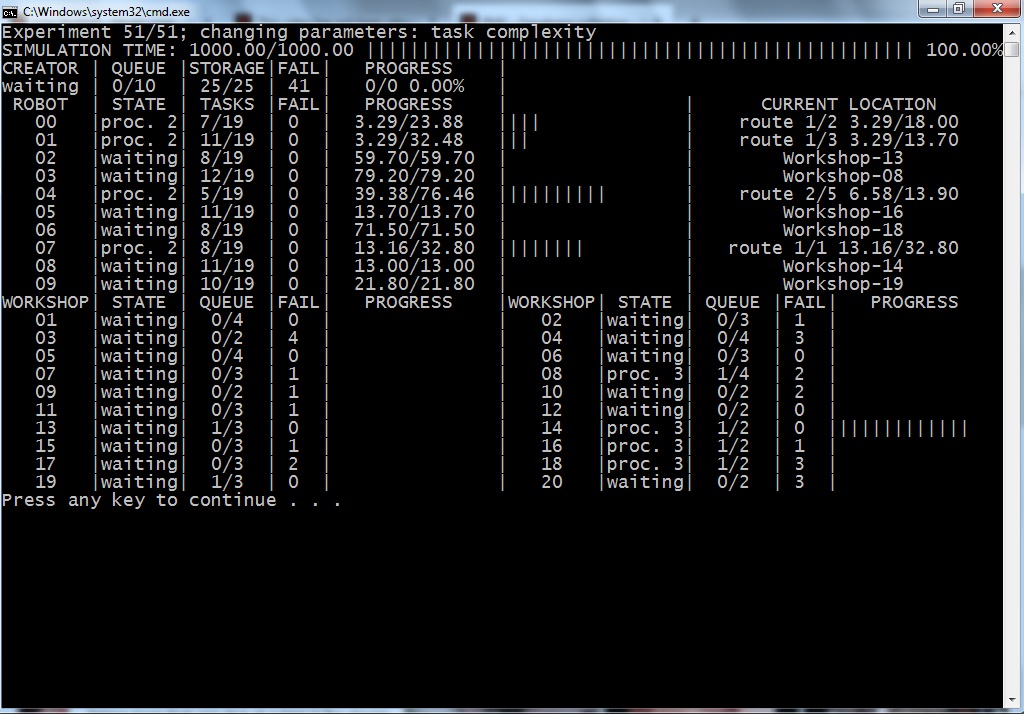 C:\Windows\system32\cmd.exe
Experiment 51/51; changing parameters: task complexity
SIMULATION TIME: 1000.00/1000.00 |||||||||||||||||||||||||||||||||||||||||||||||||| 100.00%
CREATOR | QUEUE |STORAGE|FAIL| PROGRESS |
waiting | 0/10 | 25/25 | 41 | 0/0 0.00% |
ROBOT | STATE | TASKS |FAIL| PROGRESS | | CURRENT LOCATION
00 |proc. 2| 7/19 | 0 | 3.29/23.88 |||| | route 1/2 3.29/18.00
01 |proc. 2| 11/19 | 0 | 3.29/32.48 ||| | route 1/3 3.29/13.70
02 |waiting| 8/19 | 0 | 59.70/59.70 | | Workshop-13
03 |waiting| 12/19 | 0 | 79.20/79.20 | | Workshop-08
04 |proc. 2| 5/19 | 0 | 39.38/76.46 |||||||||| | route 2/5 6.58/13.90
05 |waiting| 11/19 | 0 | 13.70/13.70 | | Workshop-16
06 |waiting| 8/19 | 0 | 71.50/71.50 | | Workshop-18
07 |proc. 2| 8/19 | 0 | 13.16/32.80 |||||||| | route 1/1 13.16/32.80
08 |waiting| 11/19 | 0 | 13.00/13.00 | | Workshop-14
09 |waiting| 10/19 | 0 | 21.80/21.80 | | Workshop-19
WORKSHOP| STATE | QUEUE |FAIL| PROGRESS |WORKSHOP| STATE | QUEUE |FAIL| PROGRESS
01 |waiting| 0/4 | 0 | | 02 |waiting| 0/3 | 1 |
03 |waiting| 0/2 | 4 | | 04 |waiting| 0/4 | 3 |
05 |waiting| 0/4 | 0 | | 06 |waiting| 0/3 | 0 |
07 |waiting| 0/3 | 1 | | 08 |proc. 3| 1/4 | 2 |
09 |waiting| 0/2 | 1 | | 10 |waiting| 0/2 | 2 |
11 |waiting| 0/3 | 1 | | 12 |waiting| 0/2 | 0 |
13 |waiting| 1/3 | 0 | | 14 |proc. 3| 1/2 | 0 |||||||||||||
15 |waiting| 0/3 | 1 | | 16 |proc. 3| 1/2 | 1 |
17 |waiting| 0/3 | 2 | | 18 |proc. 3| 1/2 | 3 |
19 |waiting| 1/3 | 0 | | 20 |waiting| 0/2 | 3 |
Press any key to continue . . .